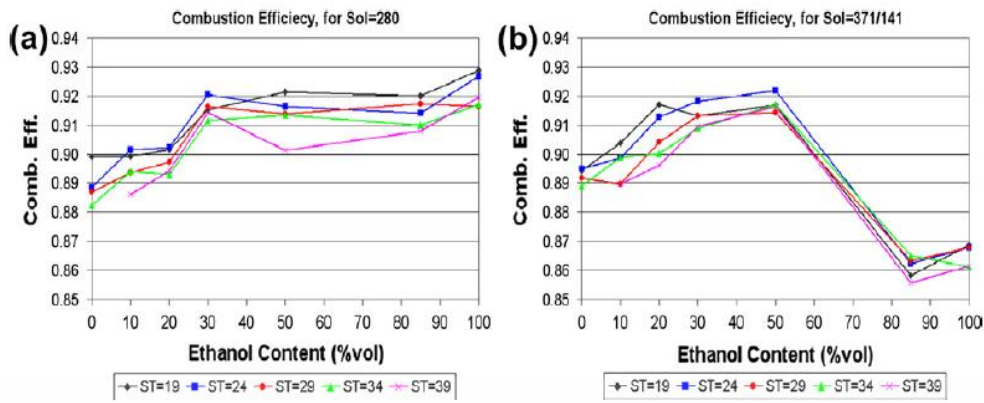 (a)
Combustion Efficiecy, for Sol=280
0.94
0.93
0.92
0.91
0.90
0.89
0.88
0.87
0.86
0.85
Comb. Eff.
0 10 20 30 40 50 60 70 80 90 100
Ethanol Content (%vol)
ST=19 ST=24 ST=29 ST=34 ST=39
(b)
Combustion Efficiecy, for Sol=371/141
0.94
0.93
0.92
0.91
0.90
0.89
0.88
0.87
0.86
0.85
Comb. Eff.
0 10 20 30 40 50 60 70 80 90 100
Ethanol Content (%vol)
ST=19 ST=24 ST=29 ST=34 ST=39